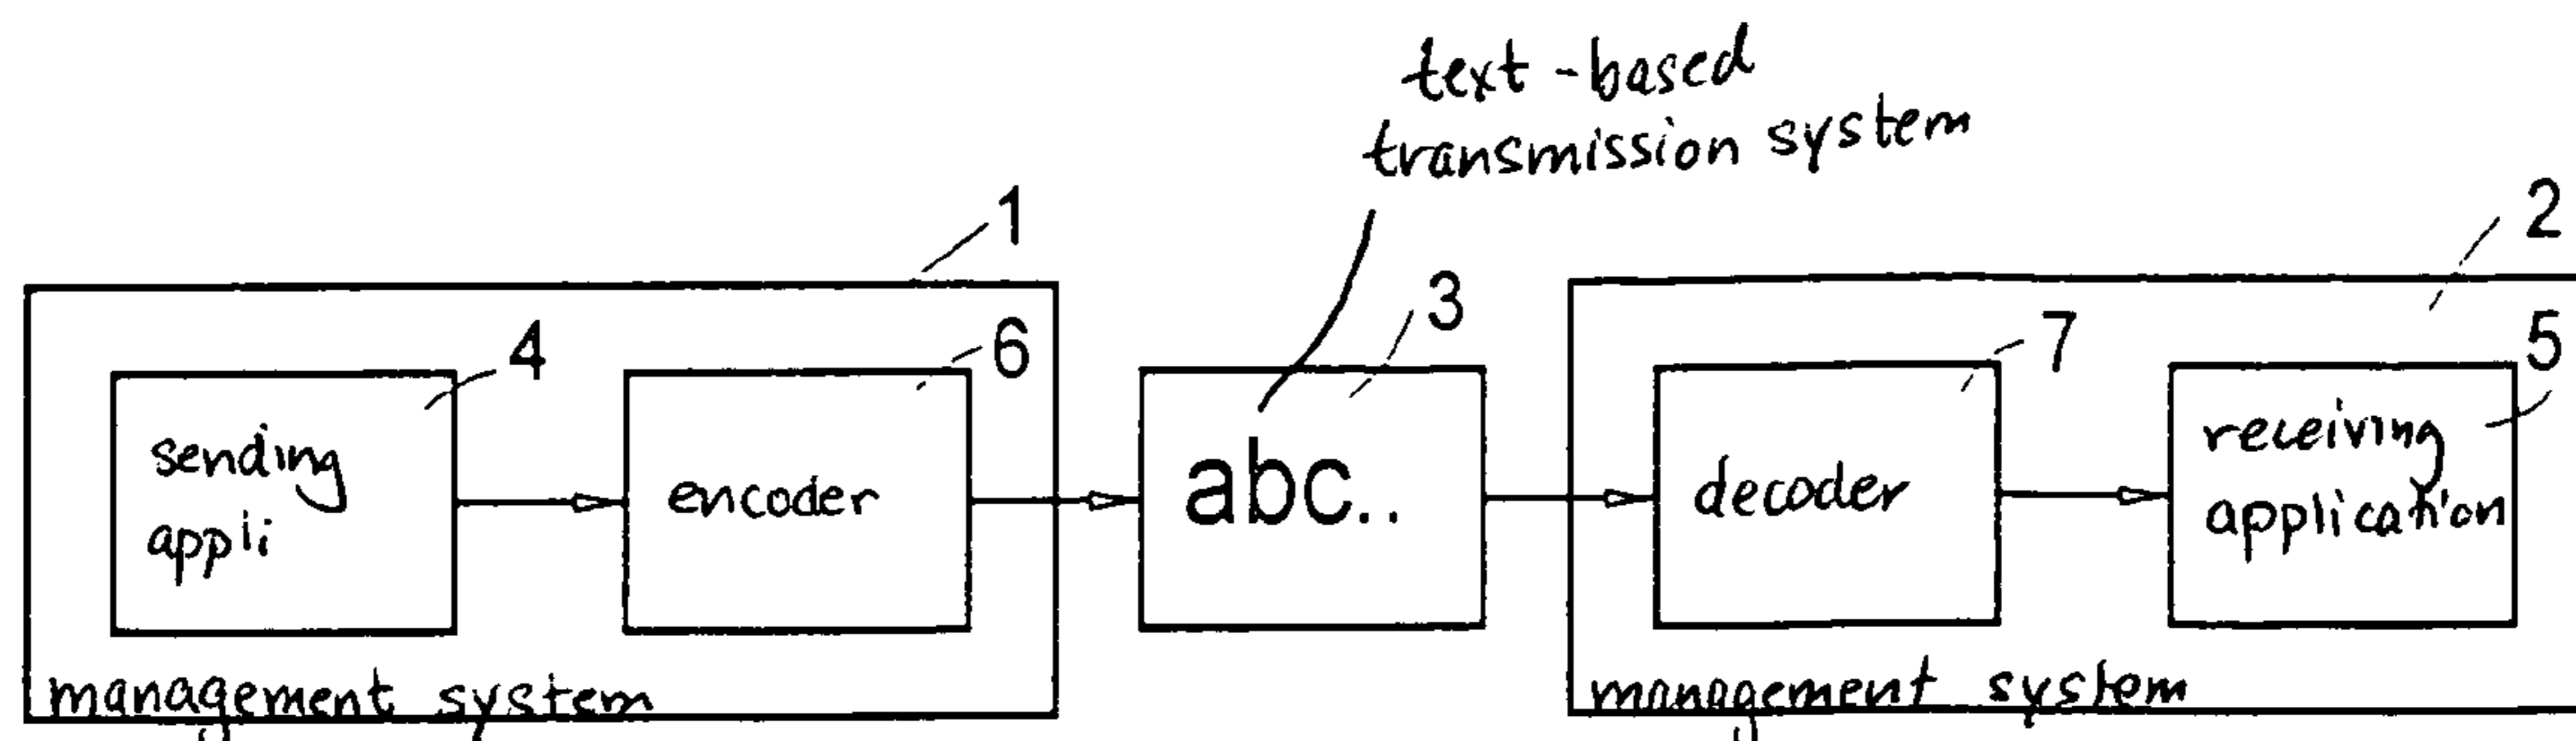 text-based
transmission system
1
2
3
4
6
7
5
sending
appli
encoder
abc..
decoder
receiving
application
management system
management system